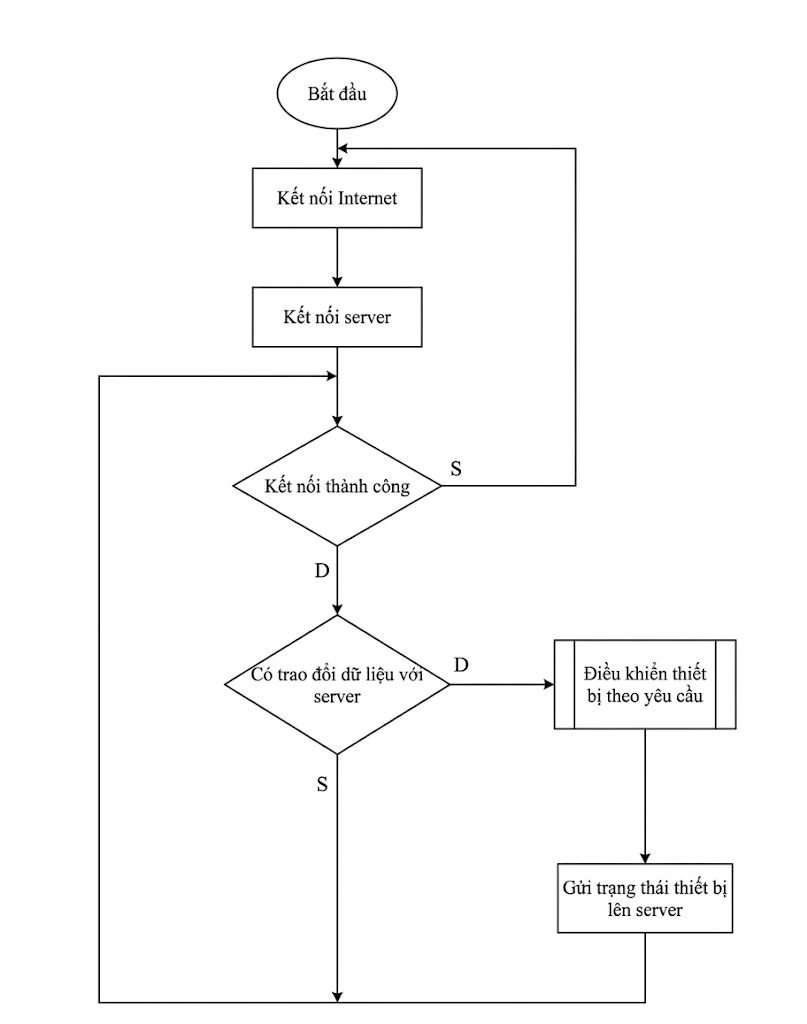 Bắt đầu
Kết nối Internet
Kết nối server
Kết nối thành công
S
D
Có trao đổi dữ liệu với
server
D
Điều khiển thiết
bị theo yêu cầu
S
Gửi trạng thái thiết bị
lên server